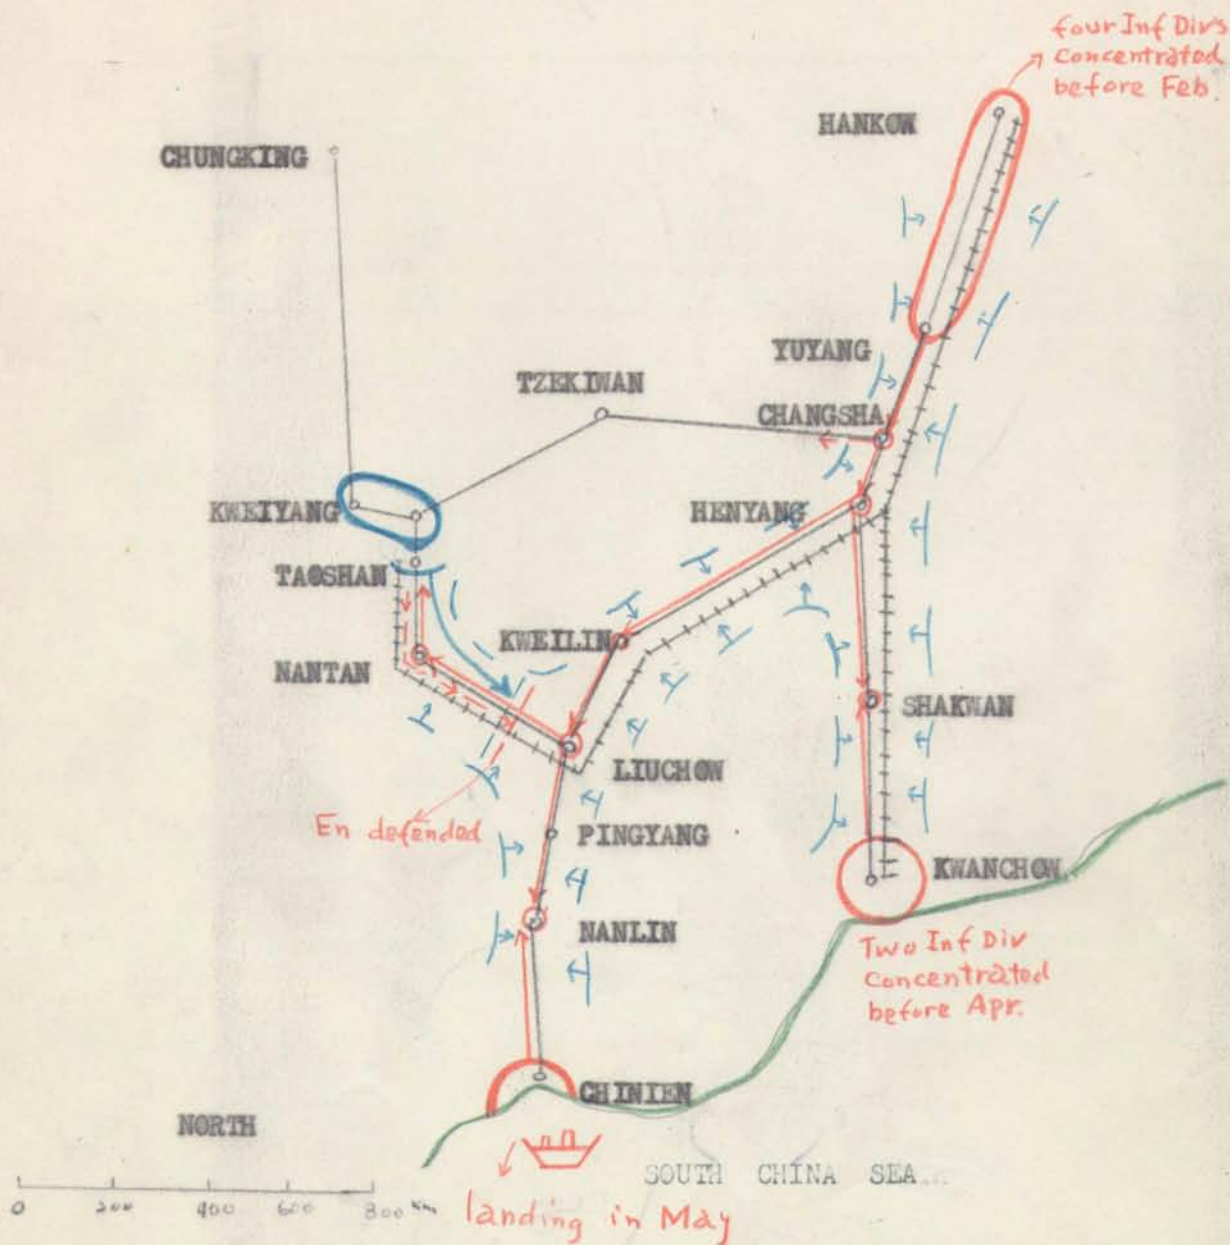 four Inf Divs
Concentrated
before Feb.
HANKOW
CHUNGKING
YUYANG
TZEKIWAN
CHANGSHA
KWEIYANG
HENYANG
TAOSHAN
KWEILIN
NANTAN
SHAKWAN
LIUCHOW
En defended
PINGYANG
KWANCHOW
NANLIN
Two Inf Div
Concentrated
before Apr.
CHINIEN
NORTH
SOUTH CHINA SEA
0 200 400 600 800 Km
landing in May